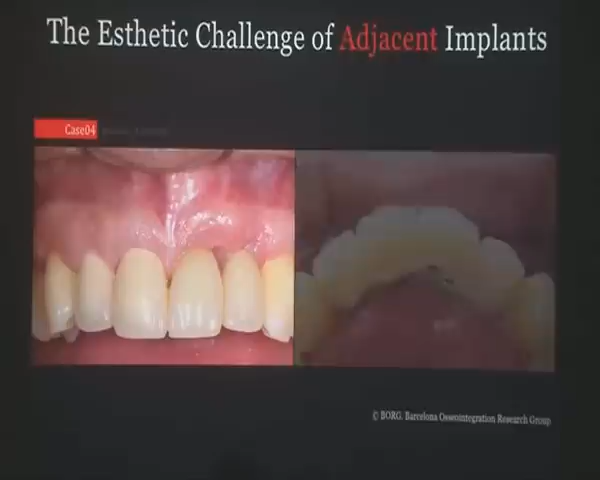 The Esthetic Challenge of Adjacent Implants
Case04
© BORG. Barcelona Osseointegration Research Group